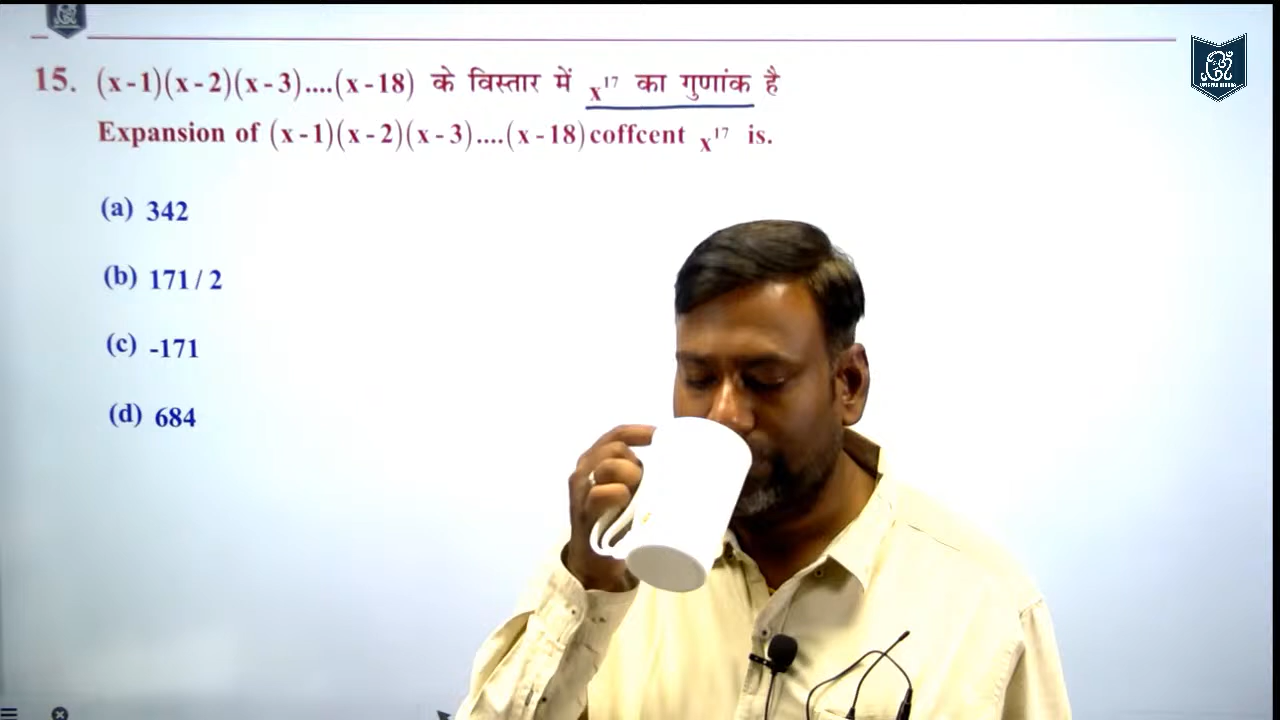 15. (x-1)(x-2)(x-3)....(x-18) के विस्तार में x¹⁷ का गुणांक है
Expansion of (x-1)(x-2)(x-3)....(x-18) coffcent x¹⁷ is.
(a) 342
(b) 171/2
(c) -171
(d) 684